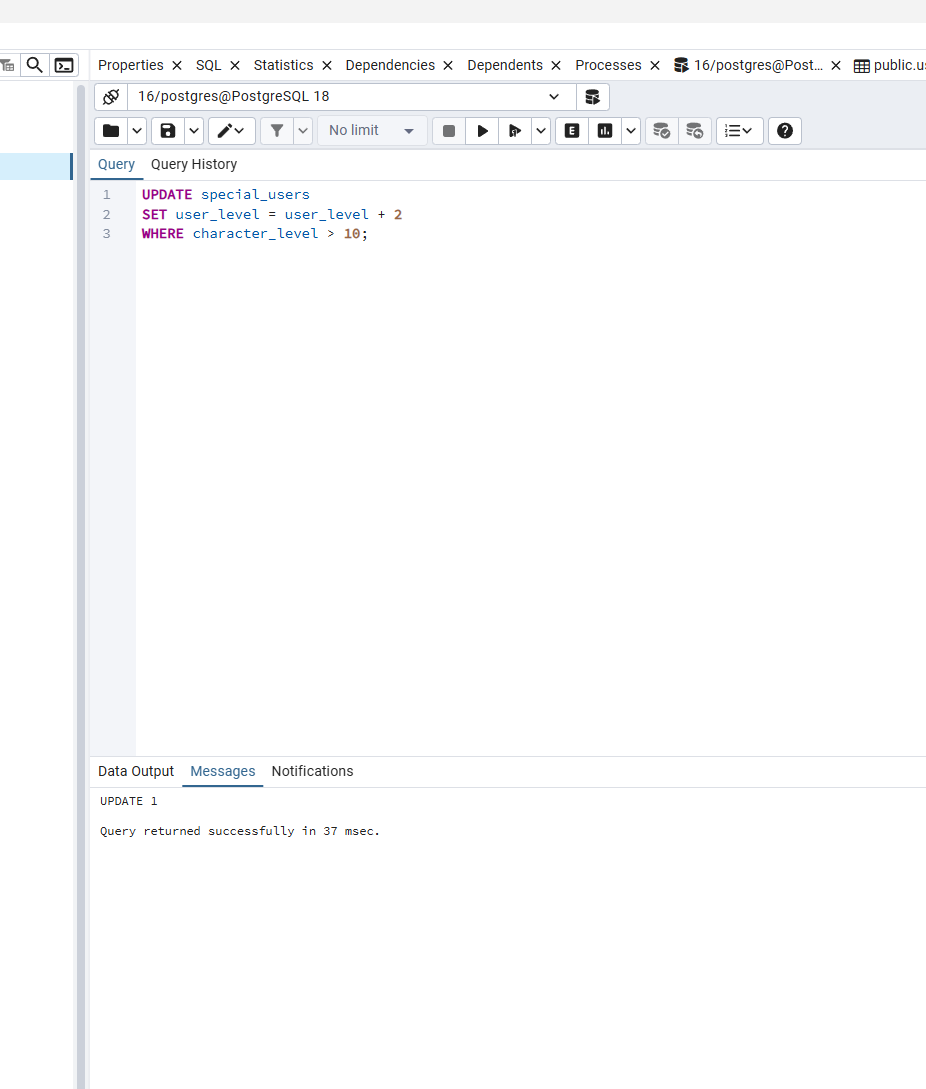 Properties SQL Statistics Dependencies Dependents Processes 16/postgres@Post... public.u
16/postgres@PostgreSQL 18
No limit E
Query Query History
1 UPDATE special_users
2 SET user_level = user_level + 2
3 WHERE character_level > 10;
Data Output Messages Notifications
UPDATE 1
Query returned successfully in 37 msec.